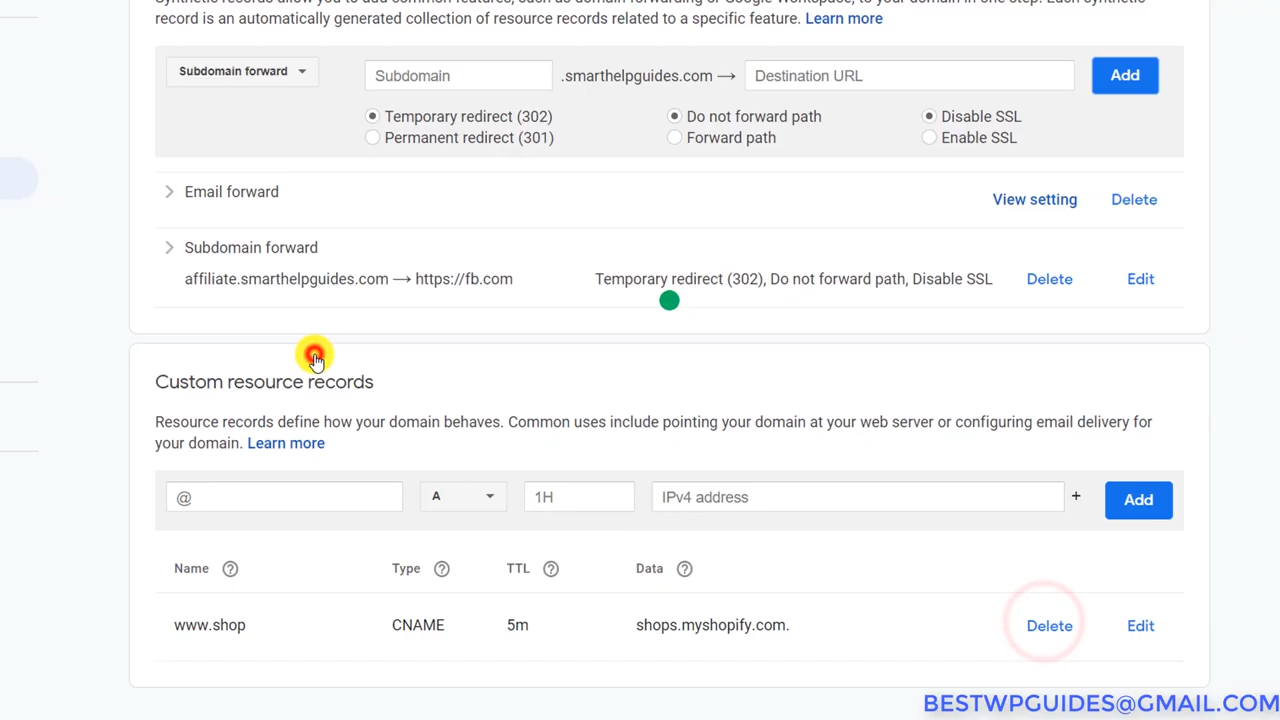 Synthetic records allow you to add common features, such as domain forwarding or Google Workspace, to your domain in one step. Each synthetic
record is an automatically generated collection of resource records related to a specific feature. Learn more
Subdomain forward Subdomain .smarthelpguides.com → Destination URL Add
Temporary redirect (302) Do not forward path Disable SSL
Permanent redirect (301) Forward path Enable SSL
Email forward View setting Delete
Subdomain forward
affiliate.smarthelpguides.com → https://fb.com Temporary redirect (302), Do not forward path, Disable SSL Delete Edit
Custom resource records
Resource records define how your domain behaves. Common uses include pointing your domain at your web server or configuring email delivery for
your domain. Learn more
@ A 1H IPv4 address + Add
Name ? Type ? TTL ? Data ?
www.shop CNAME 5m shops.myshopify.com. Delete Edit
BESTWPGUIDES@GMAIL.COM